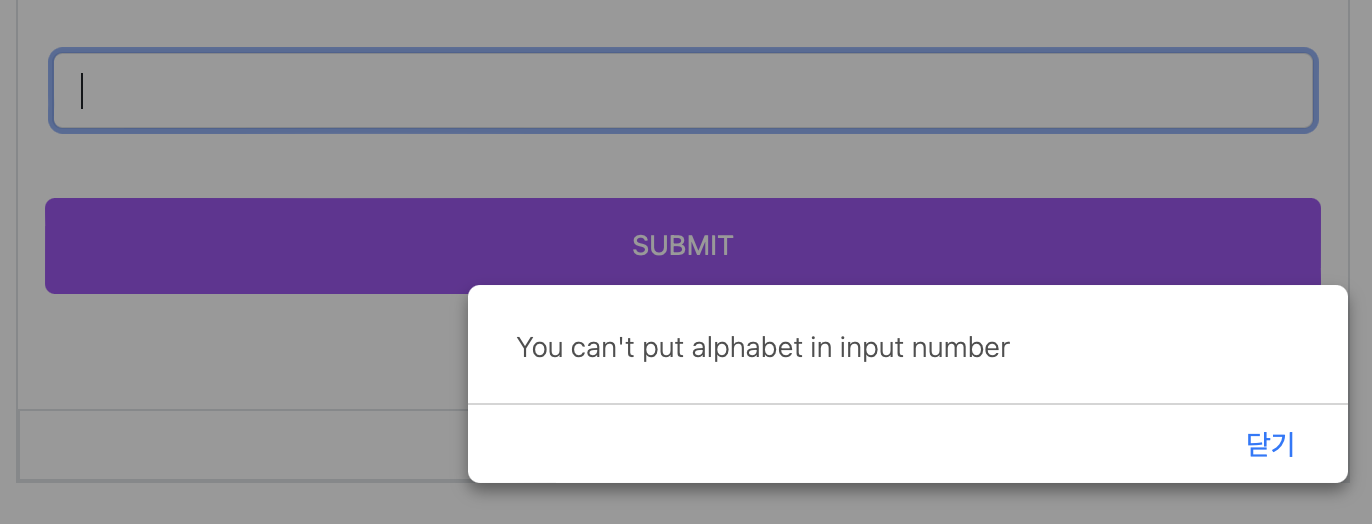 SUBMIT
You can't put alphabet in input number
닫기